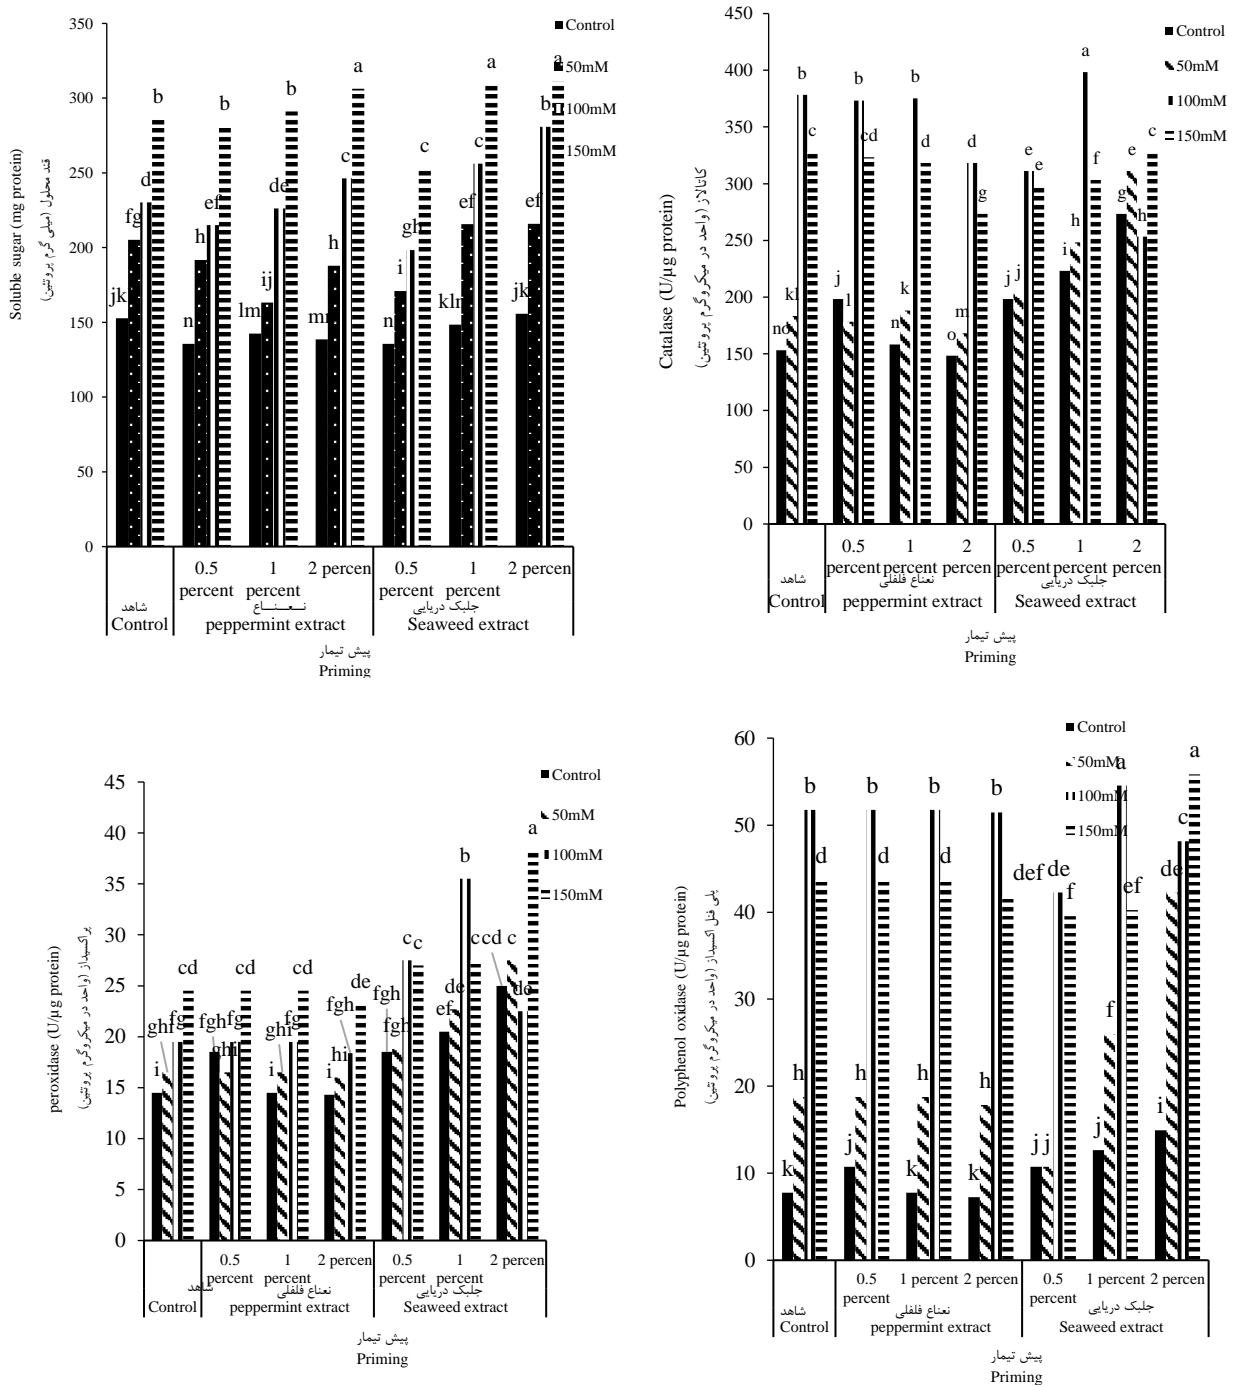 350
300
250
200
150
100
50
0
Soluble sugar (mg protein)
قند محلول (میلی گرم پروتئین)
Control
50mM
100mM
150mM
jk
fg
d
b
n
h
ef
b
lm
ij
de
b
h
c
a
n
i
gh
c
c
ef
a
jk
ef
b
a
0.5 percent
1 percent
2 percen
0.5 percent
1 percent
2 percen
شاهد
نـــعـــنـــاع
جلبک دریایی
Control
peppermint extract
Seaweed extract
پیش تیمار
Priming
450
400
350
300
250
200
150
100
50
0
Catalase (U/µg protein)
کاتالاز (واحد در میکروگرم پروتئین)
Control
50mM
100mM
150mM
no
kl
b
c
j
l
b
cd
n
k
b
d
o
m
d
g
j
j
e
e
i
h
a
f
g
e
h
c
0.5 percent
1 percent
2 percen
0.5 percent
1 percent
2 percen
شاهد
نعناع فلفلی
جلبک دریایی
Control
peppermint extract
Seaweed extract
پیش تیمار
Priming
45
40
35
30
25
20
15
10
5
0
peroxidase (U/µg protein)
پراکسیداز (واحد در میکروگرم پروتئین)
Control
50mM
100mM
150mM
i
ghi
fg
cd
fgh
ghi
fg
cd
i
ghi
fg
cd
i
hi
fgh
de
fgh
fgh
c
c
ef
de
b
c
cd
c
de
a
0.5 percent
1 percent
2 percen
0.5 percent
1 percent
2 percen
شاهد
نعناع فلفلی
جلبک دریایی
Control
peppermint extract
Seaweed extract
پیش تیمار
Priming
60
50
40
30
20
10
0
Polyphenol oxidase (U/µg protein)
پلی فنل اکسیداز (واحد در میکروگرم پروتئین)
Control
50mM
100mM
150mM
k
h
b
d
j
h
b
d
k
h
b
d
k
h
b
def
j
j
de
f
j
f
a
ef
i
de
c
a
0.5 percent
1 percent
2 percen
0.5 percent
1 percent
2 percen
شاهد
نعناع فلفلی
جلبک دریایی
Control
peppermint extract
Seaweed extract
پیش تیمار
Priming